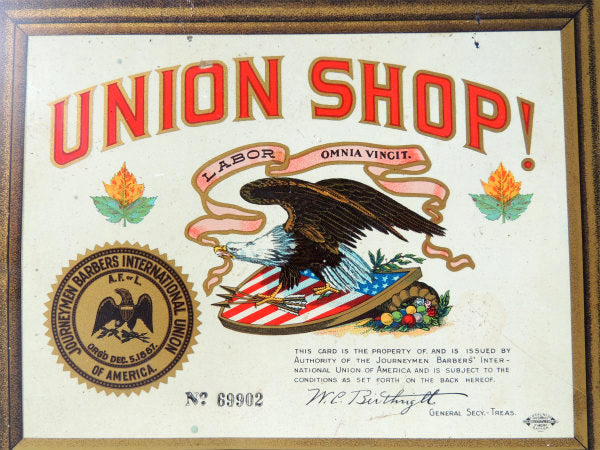 UNION SHOP!
LABOR OMNIA VINCIT.
JOURNEYMEN BARBERS INTERNATIONAL UNION
A.F. OF L.
ORG'D DEC. 5, 1887.
OF AMERICA.
THIS CARD IS THE PROPERTY OF, AND IS ISSUED BY
AUTHORITY OF THE JOURNEYMEN BARBERS' INTER-
NATIONAL UNION OF AMERICA AND IS SUBJECT TO THE
CONDITIONS AS SET FORTH ON THE BACK HEREOF.
No 69902
W.C. Birthright
GENERAL SECY.-TREAS.